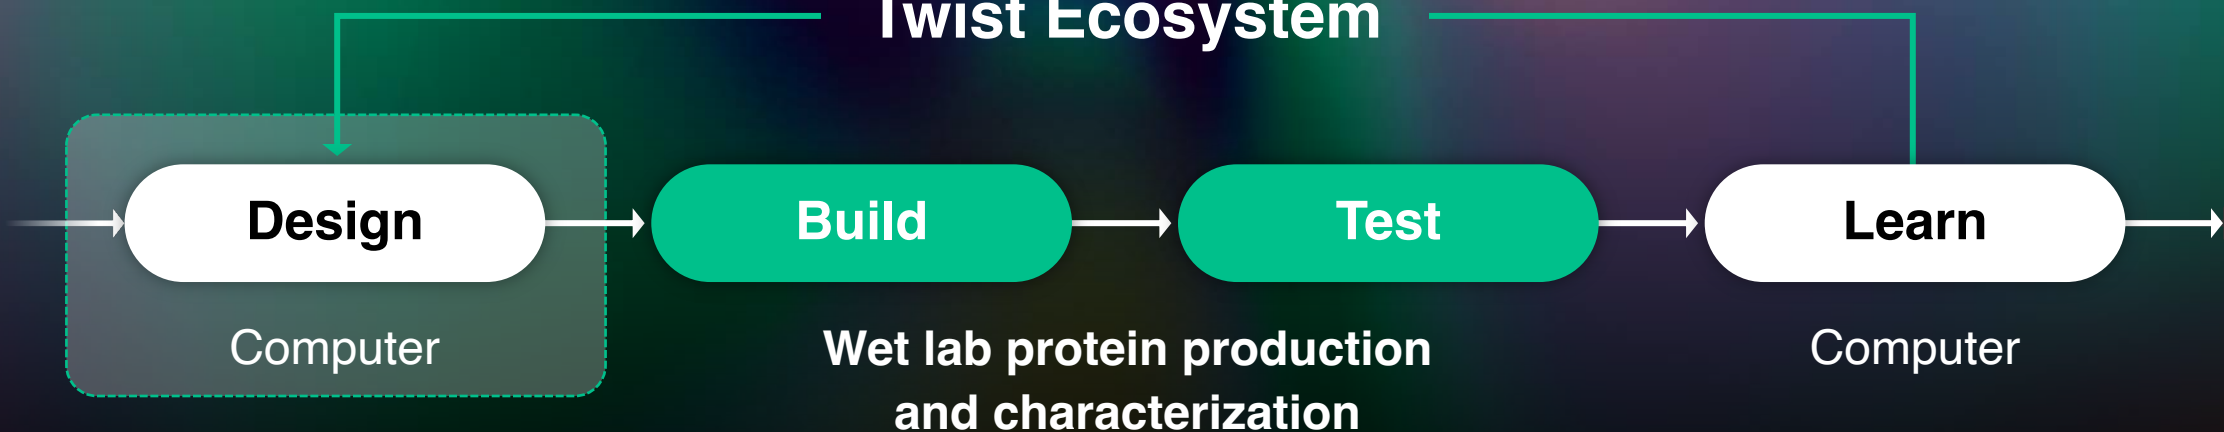 Twist Ecosystem
Design
Build
Test
Learn
Computer
Wet lab protein production
and characterization
Computer